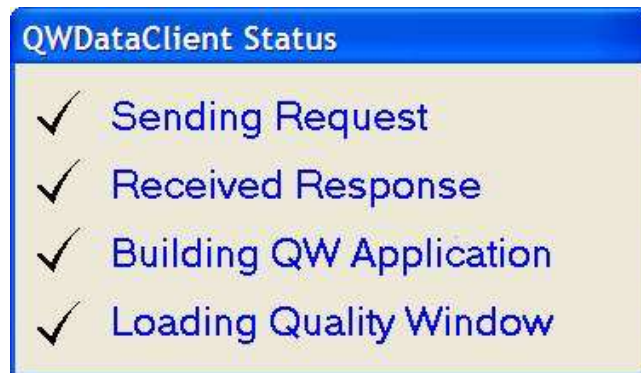 QWDataClient Status
Sending Request
Received Response
Building QW Application
Loading Quality Window